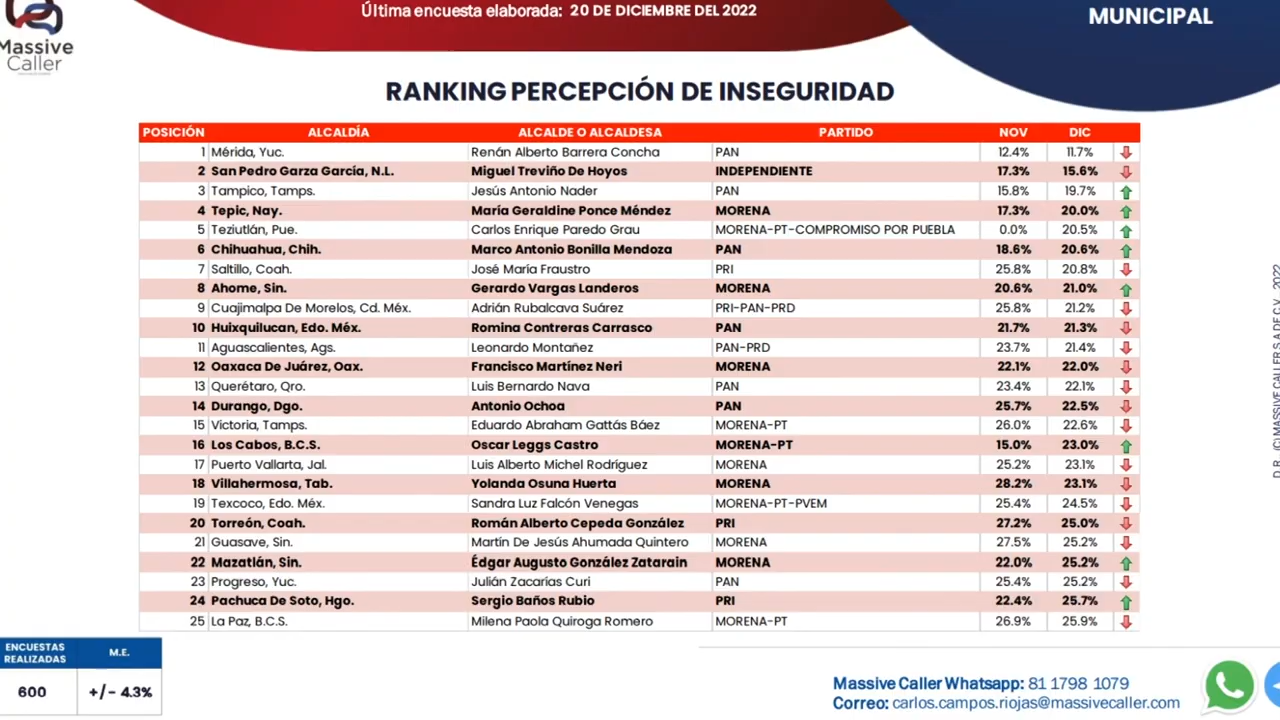 Massive
Caller
Última encuesta elaborada: 20 DE DICIEMBRE DEL 2022
MUNICIPAL
RANKING PERCEPCIÓN DE INSEGURIDAD
POSICIÓN ALCALDÍA ALCALDE O ALCALDESA PARTIDO NOV DIC
1 Mérida, Yuc. Renán Alberto Barrera Concha PAN 12.4% 11.7%
2 San Pedro Garza García, N.L. Miguel Treviño De Hoyos INDEPENDIENTE 17.3% 15.6%
3 Tampico, Tamps. Jesús Antonio Nader PAN 15.8% 19.7%
4 Tepic, Nay. María Geraldine Ponce Méndez MORENA 17.3% 20.0%
5 Teziutlán, Pue. Carlos Enrique Paredo Grau MORENA-PT-COMPROMISO POR PUEBLA 0.0% 20.5%
6 Chihuahua, Chih. Marco Antonio Bonilla Mendoza PAN 18.6% 20.6%
7 Saltillo, Coah. José María Fraustro PRI 25.8% 20.8%
8 Ahome, Sin. Gerardo Vargas Landeros MORENA 20.6% 21.0%
9 Cuajimalpa De Morelos, Cd. Méx. Adrián Rubalcava Suárez PRI-PAN-PRD 25.8% 21.2%
10 Huixquilucan, Edo. Méx. Romina Contreras Carrasco PAN 21.7% 21.3%
11 Aguascalientes, Ags. Leonardo Montañez PAN-PRD 23.7% 21.4%
12 Oaxaca De Juárez, Oax. Francisco Martínez Neri MORENA 22.1% 22.0%
13 Querétaro, Qro. Luis Bernardo Nava PAN 23.4% 22.1%
14 Durango, Dgo. Antonio Ochoa PAN 25.7% 22.5%
15 Victoria, Tamps. Eduardo Abraham Gattás Báez MORENA-PT 26.0% 22.6%
16 Los Cabos, B.C.S. Oscar Leggs Castro MORENA-PT 15.0% 23.0%
17 Puerto Vallarta, Jal. Luis Alberto Michel Rodríguez MORENA 25.2% 23.1%
18 Villahermosa, Tab. Yolanda Osuna Huerta MORENA 28.2% 23.1%
19 Texcoco, Edo. Méx. Sandra Luz Falcón Venegas MORENA-PT-PVEM 25.4% 24.5%
20 Torreón, Coah. Román Alberto Cepeda González PRI 27.2% 25.0%
21 Guasave, Sin. Martín De Jesús Ahumada Quintero MORENA 27.5% 25.2%
22 Mazatlán, Sin. Édgar Augusto González Zatarain MORENA 22.0% 25.2%
23 Progreso, Yuc. Julián Zacarías Curi PAN 25.4% 25.2%
24 Pachuca De Soto, Hgo. Sergio Baños Rubio PRI 22.4% 25.7%
25 La Paz, B.C.S. Milena Paola Quiroga Romero MORENA-PT 26.9% 25.9%
D.R. (C) MASSIVE CALLER S.A DE C.V. 2022
ENCUESTAS REALIZADAS M.E.
600 +/- 4.3%
Massive Caller Whatsapp: 81 1798 1079
Correo: carlos.campos.riojas@massivecaller.com